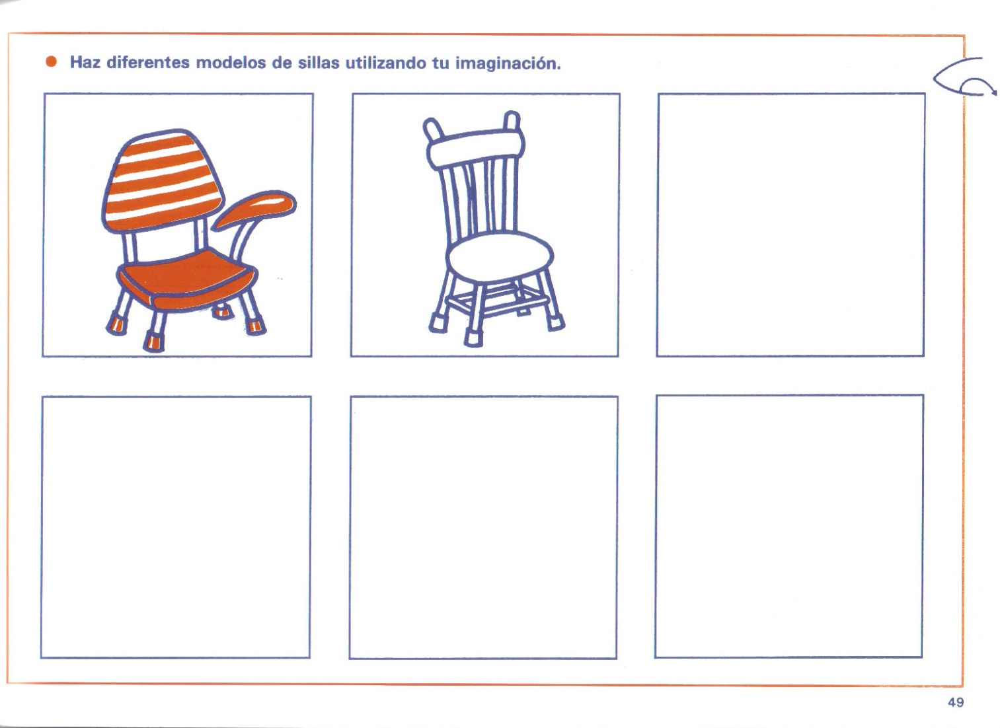 Haz diferentes modelos de sillas utilizando tu imaginación.
49